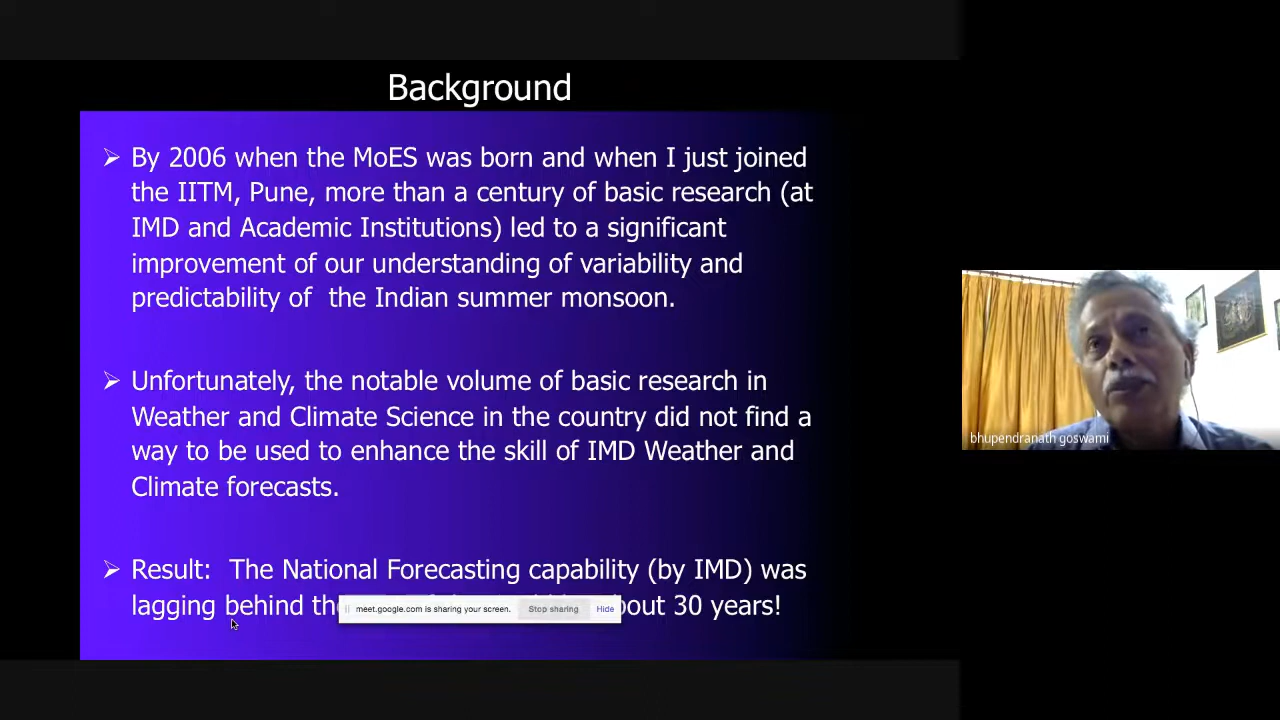 Background
➢ By 2006 when the MoES was born and when I just joined
the IITM, Pune, more than a century of basic research (at
IMD and Academic Institutions) led to a significant
improvement of our understanding of variability and
predictability of the Indian summer monsoon.
➢ Unfortunately, the notable volume of basic research in
Weather and Climate Science in the country did not find a
way to be used to enhance the skill of IMD Weather and
Climate forecasts.
➢ Result: The National Forecasting capability (by IMD) was
lagging behind 30 years!
meet.google.com is sharing your screen. Stop sharing Hide
bhupendranath goswami